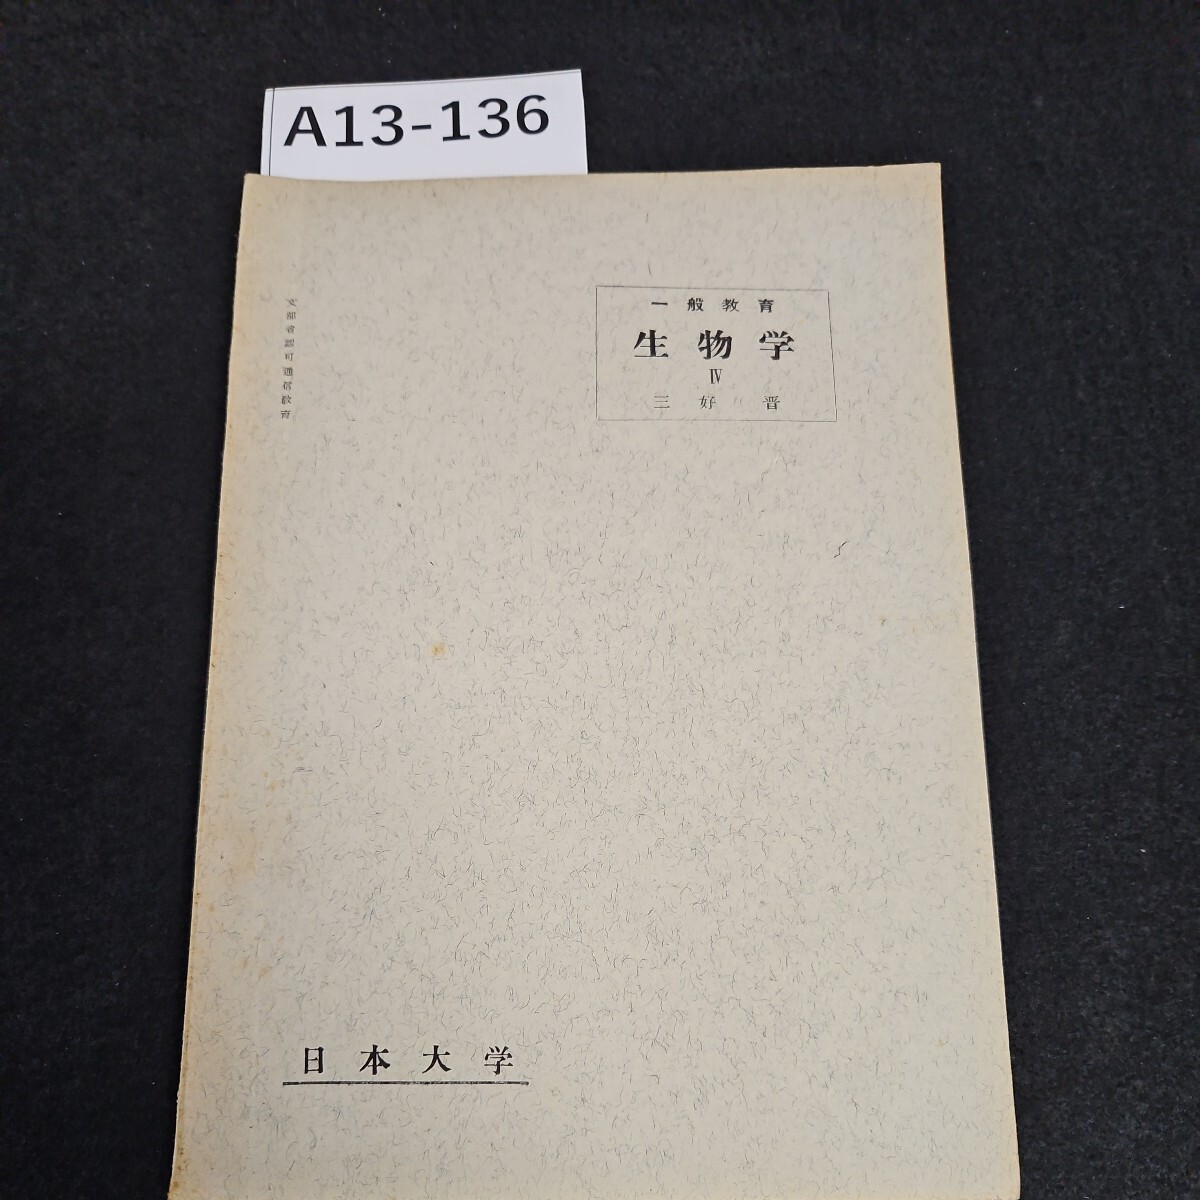 A13-136
一般教育
生物学
Ⅳ
三好 晋
文部省認可通信教育
日本大学